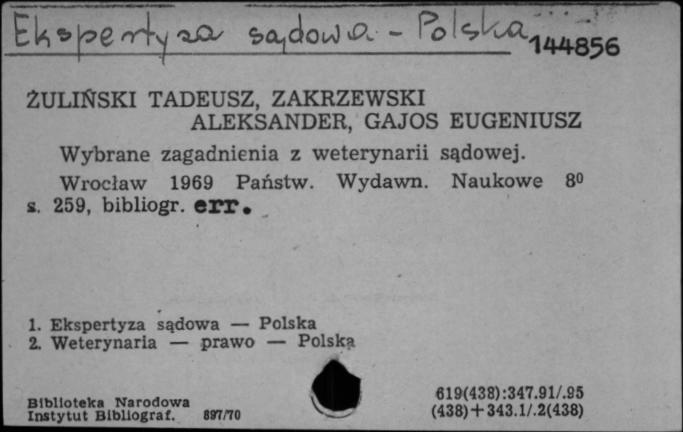 Ekspertyza sądowa - Polska
144856
ŻULIŃSKI TADEUSZ, ZAKRZEWSKI
ALEKSANDER, GAJOS EUGENIUSZ
Wybrane zagadnienia z weterynarii sądowej.
Wrocław 1969 Państw. Wydawn. Naukowe 8⁰
s. 259, bibliogr. err.
1. Ekspertyza sądowa — Polska
2. Weterynaria — prawo — Polska
Biblioteka Narodowa
Instytut Bibliograf. 897/70
619(438):347.91/.95
(438)+343.1/.2(438)